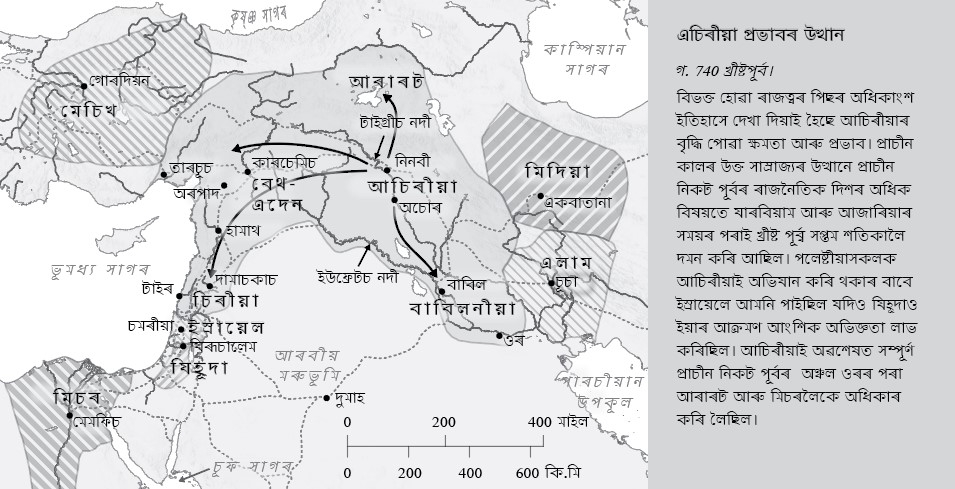 কৃষ্ণ সাগৰ
কাস্পিয়ান
সাগৰ
গোৰদিয়ন
মেচিখ
আৰাৰট
টাইগ্ৰীচ নদী
তাৰচূচ
কাৰচেমিচ
নিনবী
অৰপাদ
বেথ-
এদেন
আচিৰীয়া
অচোৰ
মিদিয়া
একবাতানা
হামাথ
ভূমধ্য সাগৰ
ইউফ্ৰেটচ নদী
এলাম
চূচা
টাইৰ
দামাচকাচ
চিৰীয়া
বাবিল
বাবিলনীয়া
চমৰীয়া
ইস্ৰায়েল
যিৰূচালেম
যিহূদা
ওৰ
আৰবীয়
মৰুভূমি
পাৰচীয়ান
উপকূল
মিচৰ
মেমফিচ
দুমাহ
চূফ সাগৰ
0 200 400 মাইল
0 200 400 600 কি.মি
এচিৰীয়া প্ৰভাবৰ উত্থান
গ. 740 খ্ৰীষ্টপূৰ্ব।
বিভক্ত হোৱা ৰাজত্বৰ পিছৰ অধিকাংশ
ইতিহাসে দেখা দিয়াই হৈছে আচিৰীয়াৰ
বৃদ্ধি পোৱা ক্ষমতা আৰু প্ৰভাব। প্ৰাচীন
কালৰ উক্ত সাম্ৰাজ্যৰ উত্থানে প্ৰাচীন
নিকট পূৰ্বৰ ৰাজনৈতিক দিশৰ অধিক
বিষয়তে যাৰবিয়াম আৰু আজাৰিয়াৰ
সময়ৰ পৰাই খ্ৰীষ্ট পূৰ্ব্ব সপ্তম শতিকালৈ
দমন কৰি আছিল। পলেষ্টীয়াসকলক
আচিৰীয়াই অভিযান কৰি থকাৰ বাবে
ইস্ৰায়েলে আমনি পাইছিল যদিও যিহূদাও
ইয়াৰ আক্ৰমণ আংশিক অভিজ্ঞতা লাভ
কৰিছিল। আচিৰীয়াই অৱশেষত সম্পূৰ্ণ
প্ৰাচীন নিকট পূৰ্বৰ অঞ্চল ওৰৰ পৰা
আৰাৰট আৰু মিচৰলৈকে অধিকাৰ
কৰি লৈছিল।